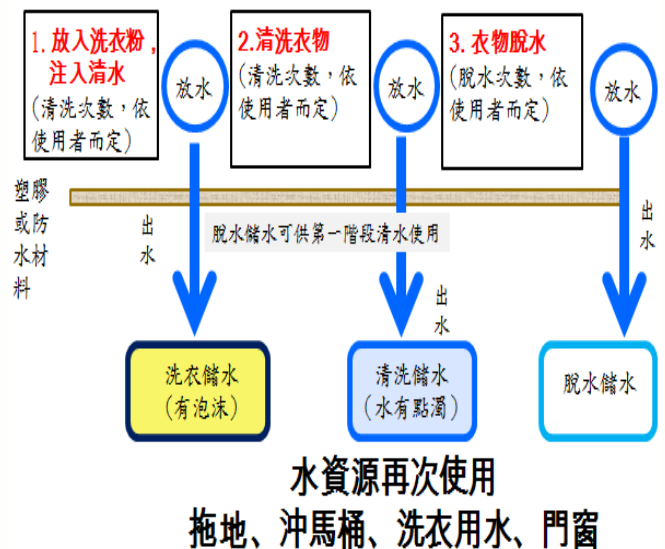 1. 放入洗衣粉，
注入清水
(清洗次數，依
使用者而定)
放水
2.清洗衣物
(清洗次數，依
使用者而定)
放水
3. 衣物脫水
(脫水次數，依
使用者而定)
放水
塑膠
或防
水材
料
出
水
脫水儲水可供第一階段清水使用
出
水
出
水
洗衣儲水
(有泡沫)
清洗儲水
(水有點濁)
脫水儲水
水資源再次使用
拖地、沖馬桶、洗衣用水、門窗